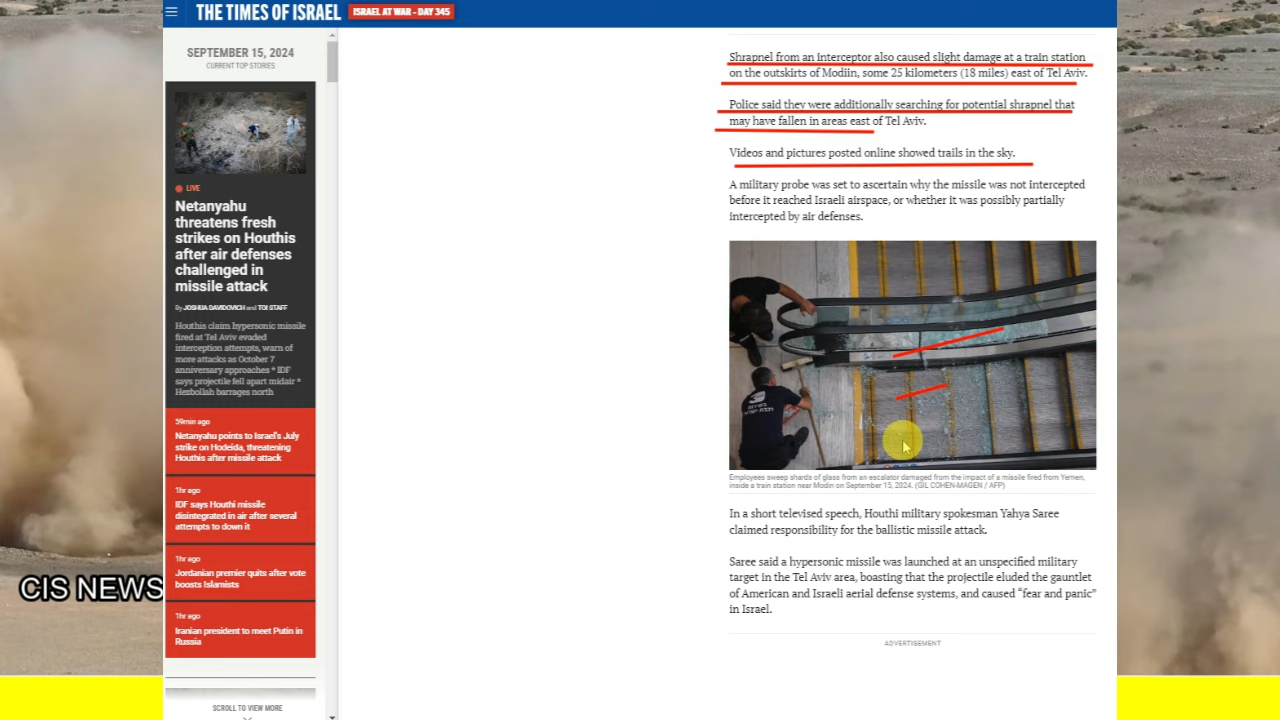 THE TIMES OF ISRAEL
ISRAEL AT WAR - DAY 345
SEPTEMBER 15, 2024
CURRENT TOP STORIES
LIVE
Netanyahu
threatens fresh
strikes on Houthis
after air defenses
challenged in
missile attack
By JOSHUA DAVIDOVICH and TOI STAFF
Houthis claim hypersonic missile
fired at Tel Aviv evaded
interception attempts, warn of
more attacks as October 7
anniversary approaches * IDF
says projectile fell apart midair *
Hezbollah barrages north
59min ago
Netanyahu points to Israel's July
strike on Hodeida, threatening
Houthis after missile attack
1hr ago
IDF says Houthi missile
disintegrated in air after several
attempts to down it
1hr ago
Jordanian premier quits after vote
boosts Islamists
1hr ago
Iranian president to meet Putin in
Russia
SCROLL TO VIEW MORE
Shrapnel from an interceptor also caused slight damage at a train station
on the outskirts of Modiin, some 25 kilometers (18 miles) east of Tel Aviv.
Police said they were additionally searching for potential shrapnel that
may have fallen in areas east of Tel Aviv.
Videos and pictures posted online showed trails in the sky.
A military probe was set to ascertain why the missile was not intercepted
before it reached Israeli airspace, or whether it was possibly partially
intercepted by air defenses.
Employees sweep shards of glass from an escalator damaged from the impact of a missile fired from Yemen,
inside a train station near Modin on September 15, 2024. (GIL COHEN-MAGEN / AFP)
In a short televised speech, Houthi military spokesman Yahya Saree
claimed responsibility for the ballistic missile attack.
Saree said a hypersonic missile was launched at an unspecified military
target in the Tel Aviv area, boasting that the projectile eluded the gauntlet
of American and Israeli aerial defense systems, and caused “fear and panic”
in Israel.
ADVERTISEMENT
CIS NEWS